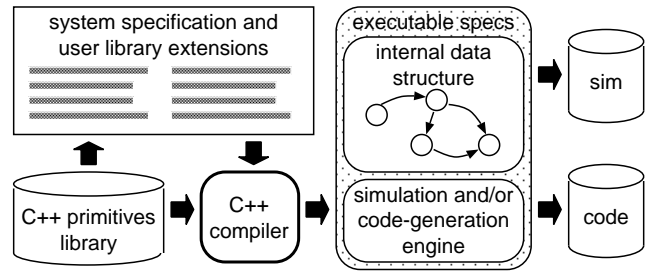 system specification and
user library extensions
executable specs
internal data
structure
sim
C++ primitives
library
C++
compiler
simulation and/or
code-generation
engine
code